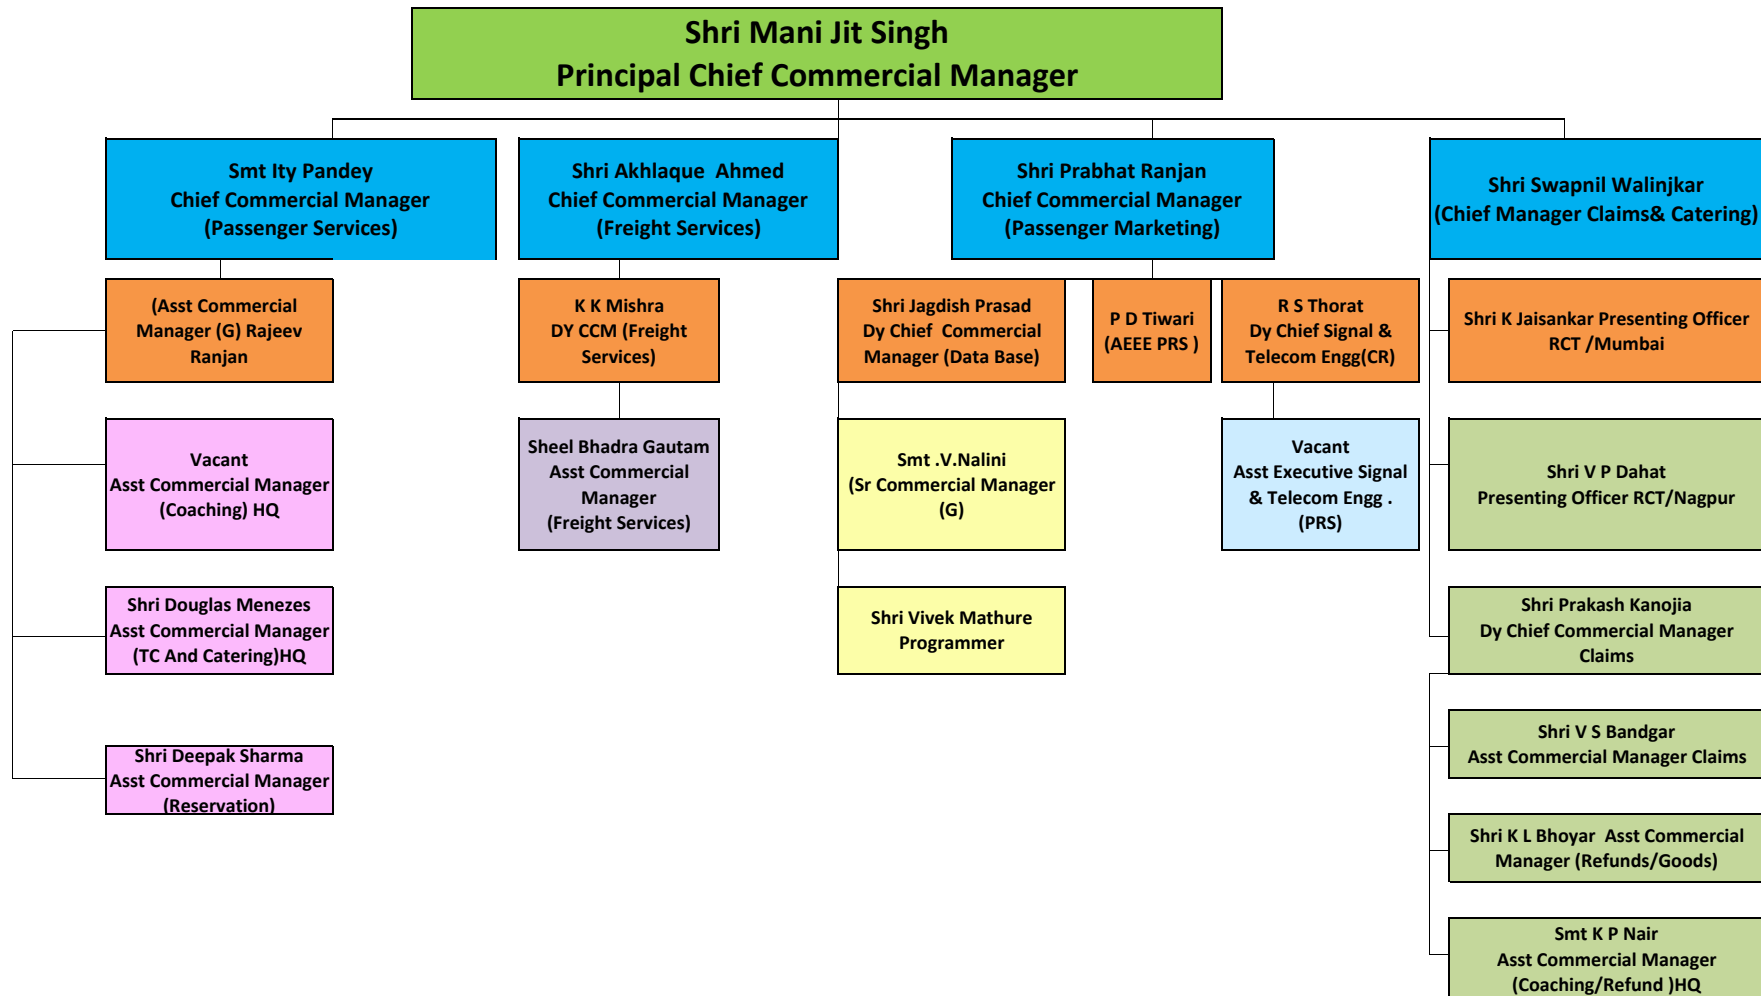 Shri Mani Jit Singh
Principal Chief Commercial Manager
Smt Ity Pandey
Chief Commercial Manager
(Passenger Services)
Shri Akhlaque  Ahmed
Chief Commercial Manager
(Freight Services)
Shri Prabhat Ranjan
Chief Commercial Manager
(Passenger Marketing)
Shri Swapnil Walinjkar
(Chief Manager Claims& Catering)
(Asst Commercial
Manager (G) Rajeev
Ranjan
K K Mishra
DY CCM (Freight
Services)
Shri Jagdish Prasad
Dy Chief  Commercial
Manager (Data Base)
P D Tiwari
(AEEE PRS )
R S Thorat
Dy Chief Signal &
Telecom Engg(CR)
Shri K Jaisankar Presenting Officer
RCT /Mumbai
Vacant
Asst Commercial Manager
(Coaching) HQ
Sheel Bhadra Gautam
Asst Commercial
Manager
(Freight Services)
Smt .V.Nalini
(Sr Commercial Manager
(G)
Vacant
Asst Executive Signal
& Telecom Engg .
(PRS)
Shri V P Dahat
Presenting Officer RCT/Nagpur
Shri Douglas Menezes
Asst Commercial Manager
(TC And Catering)HQ
Shri Vivek Mathure
Programmer
Shri Prakash Kanojia
Dy Chief Commercial Manager
Claims
Shri Deepak Sharma
Asst Commercial Manager
(Reservation)
Shri V S Bandgar
Asst Commercial Manager Claims
Shri K L Bhoyar  Asst Commercial
Manager (Refunds/Goods)
Smt K P Nair
Asst Commercial Manager
(Coaching/Refund )HQ